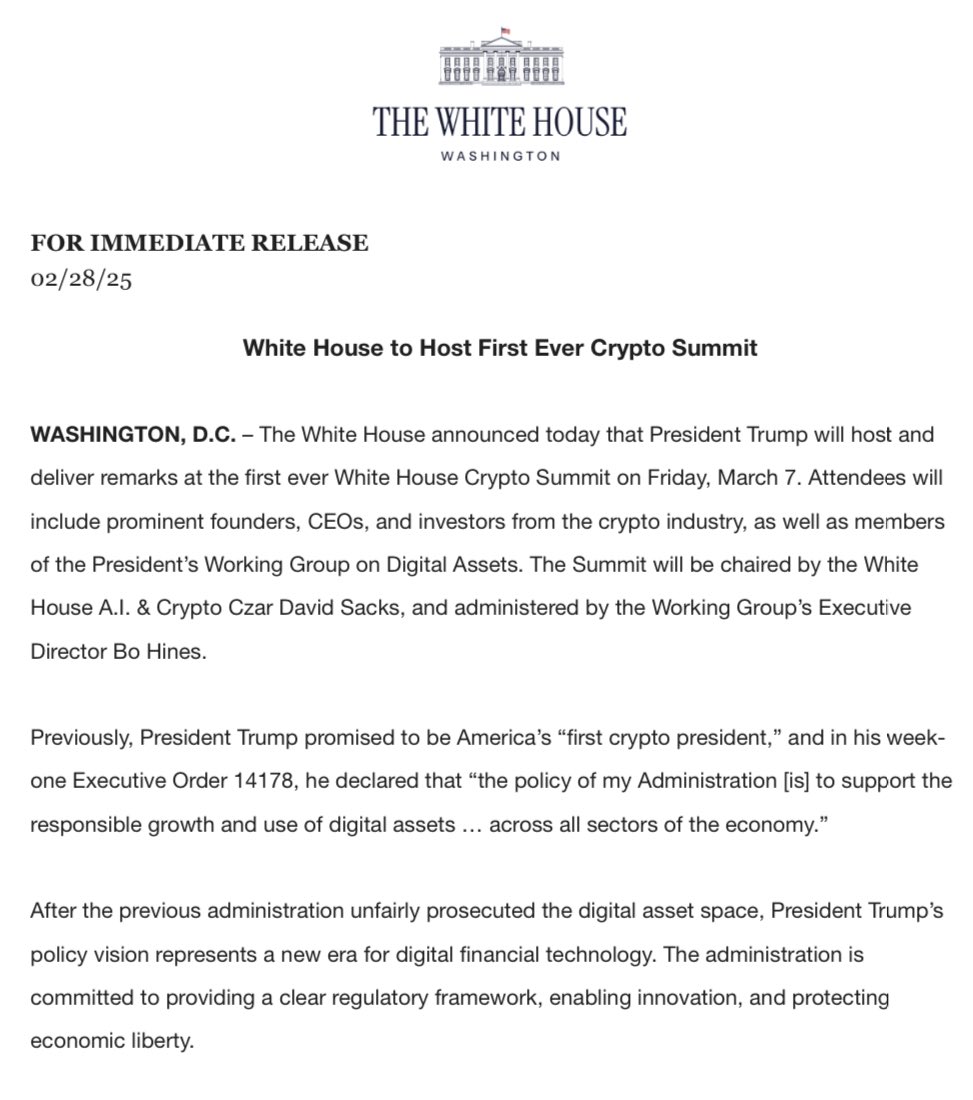 THE WHITE HOUSE
WASHINGTON
FOR IMMEDIATE RELEASE
02/28/25
White House to Host First Ever Crypto Summit
WASHINGTON, D.C. – The White House announced today that President Trump will host and
deliver remarks at the first ever White House Crypto Summit on Friday, March 7. Attendees will
include prominent founders, CEOs, and investors from the crypto industry, as well as members
of the President’s Working Group on Digital Assets. The Summit will be chaired by the White
House A.I. & Crypto Czar David Sacks, and administered by the Working Group’s Executive
Director Bo Hines.
Previously, President Trump promised to be America’s “first crypto president,” and in his week-
one Executive Order 14178, he declared that “the policy of my Administration [is] to support the
responsible growth and use of digital assets … across all sectors of the economy.”
After the previous administration unfairly prosecuted the digital asset space, President Trump’s
policy vision represents a new era for digital financial technology. The administration is
committed to providing a clear regulatory framework, enabling innovation, and protecting
economic liberty.